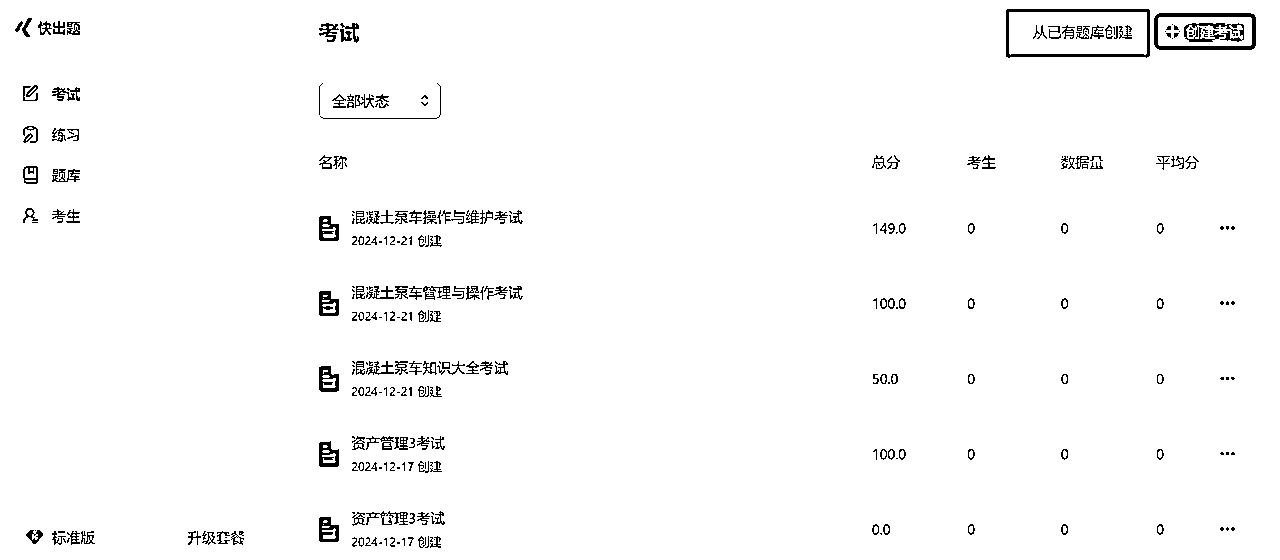 快出题
考试
练习
题库
考生
标准版 升级套餐
考试
从已有题库创建 创建考试
全部状态
名称 总分 考生 数据量 平均分
混凝土泵车操作与维护考试 149.0 0 0 0
2024-12-21 创建
混凝土泵车管理与操作考试 100.0 0 0 0
2024-12-21 创建
混凝土泵车知识大全考试 50.0 0 0 0
2024-12-21 创建
资产管理3考试 100.0 0 0 0
2024-12-17 创建
资产管理3考试 0.0 0 0 0
2024-12-17 创建